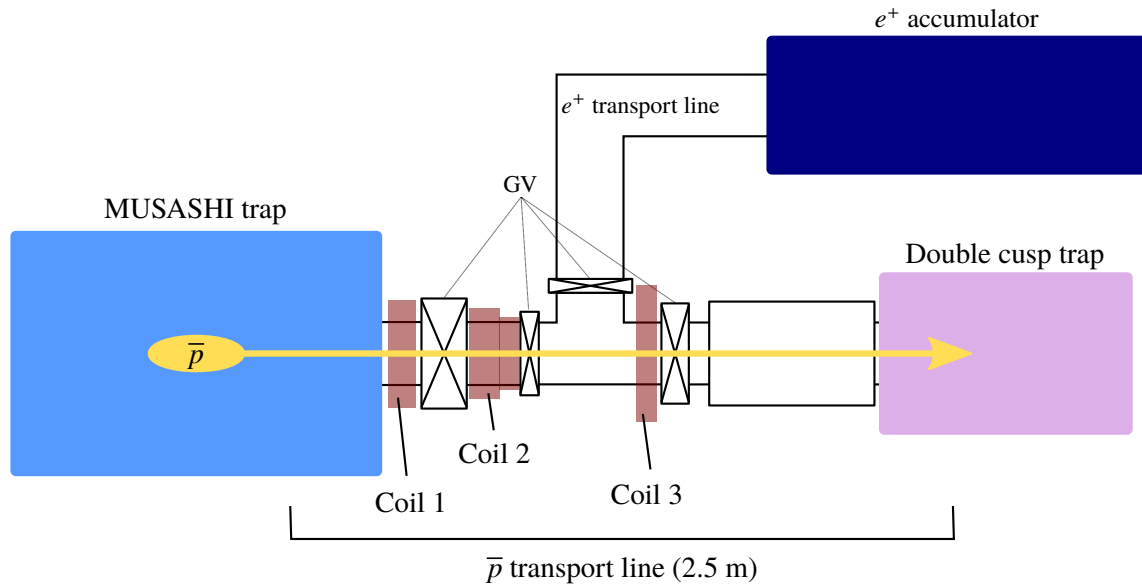 e⁺ accumulator
e⁺ transport line
GV
MUSASHI trap
Double cusp trap
p̅
Coil 2
Coil 1
Coil 3
p̅ transport line (2.5 m)